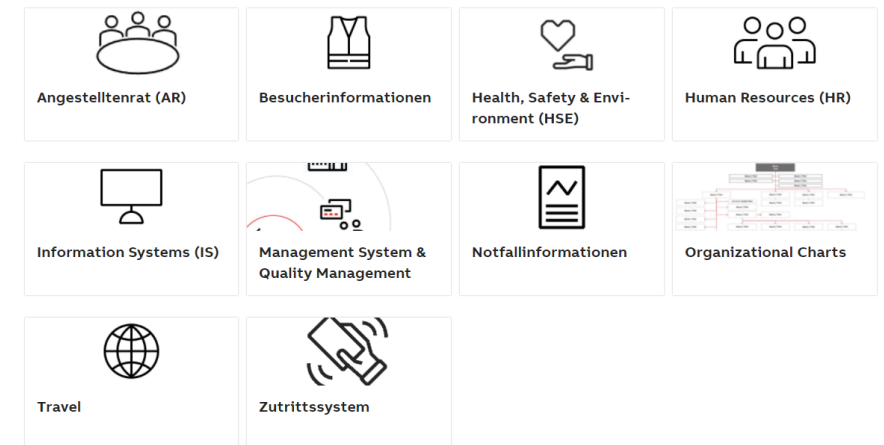 Angestelltenrat (AR)
Besucherinformationen
Health, Safety & Envi-
ronment (HSE)
Human Resources (HR)
Information Systems (IS)
Management System &
Quality Management
Notfallinformationen
Organizational Charts
Travel
Zutrittssystem